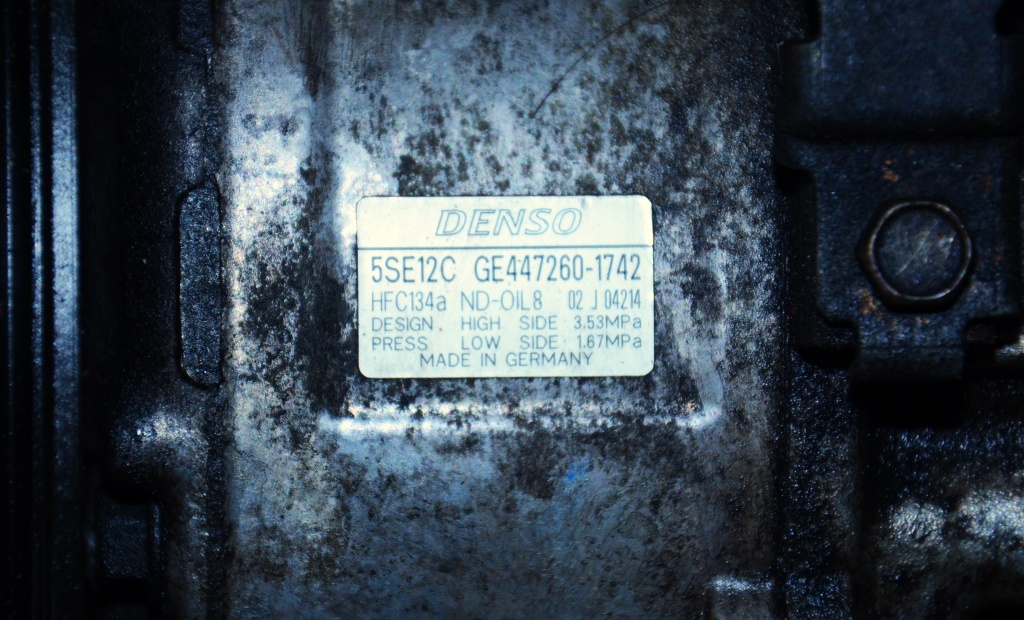 DENSO
5SE12C GE447260-1742
HFC134a ND-OIL8 02 J 04214
DESIGN. HIGH SIDE 3.53MPa
PRESS LOW SIDE 1.67MPa
MADE IN GERMANY